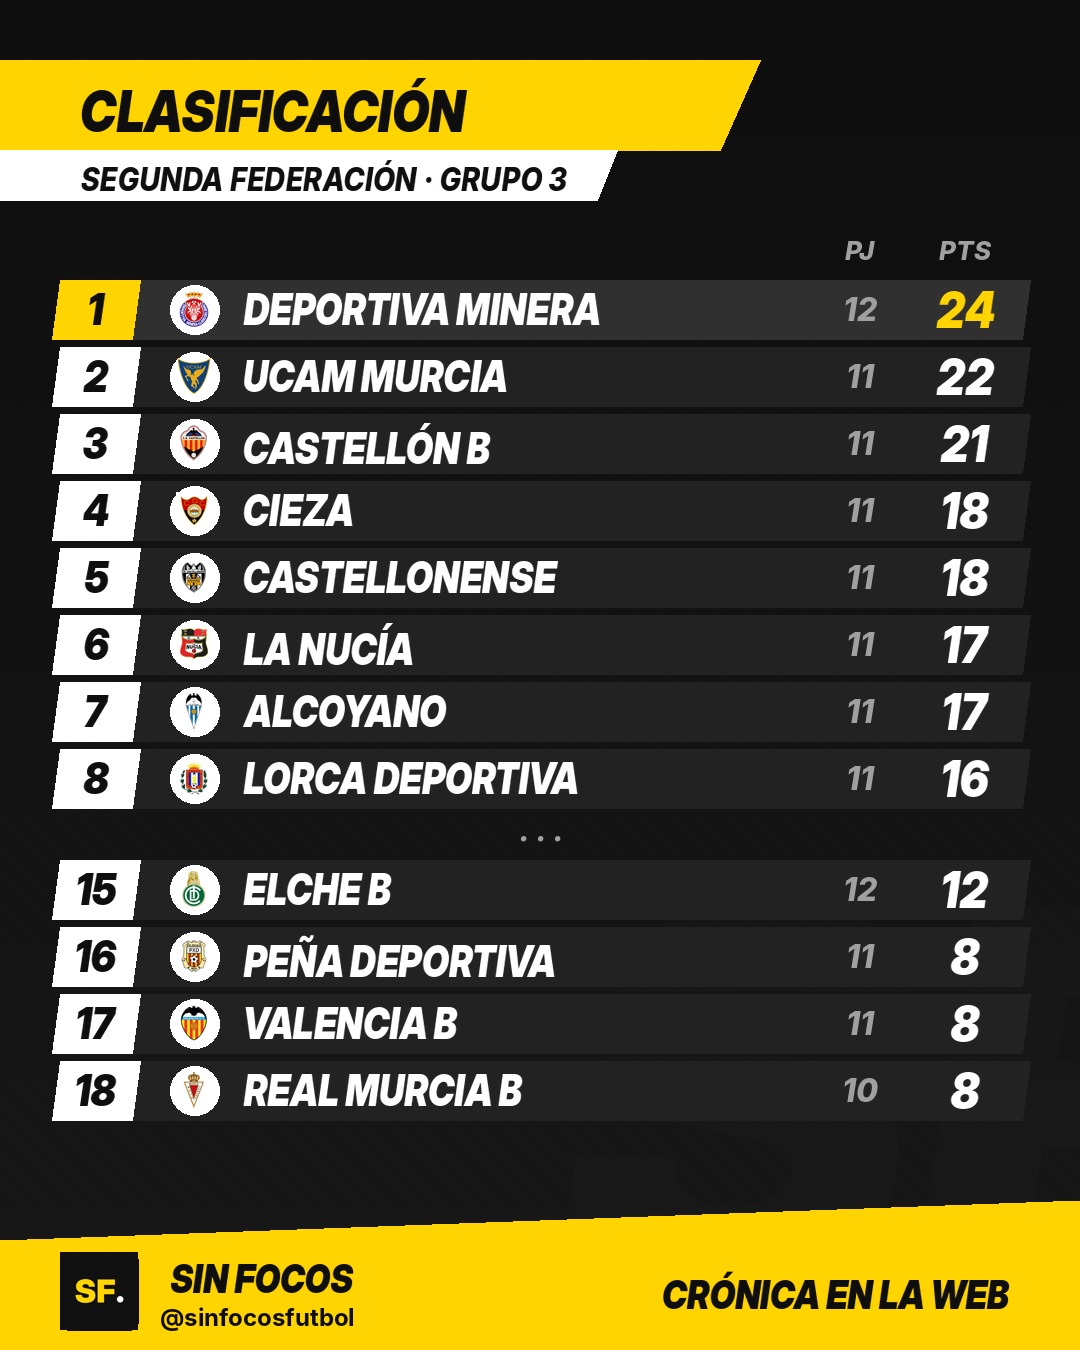 CLASIFICACIÓN
SEGUNDA FEDERACIÓN · GRUPO 3
PJ PTS
1 DEPORTIVA MINERA 12 24
2 UCAM MURCIA 11 22
3 CASTELLÓN B 11 21
4 CIEZA 11 18
5 CASTELLONENSE 11 18
6 LA NUCÍA 11 17
7 ALCOYANO 11 17
8 LORCA DEPORTIVA 11 16
...
15 ELCHE B 12 12
16 PEÑA DEPORTIVA 11 8
17 VALENCIA B 11 8
18 REAL MURCIA B 10 8
SF. SIN FOCOS
@sinfocosfutbol
CRÓNICA EN LA WEB